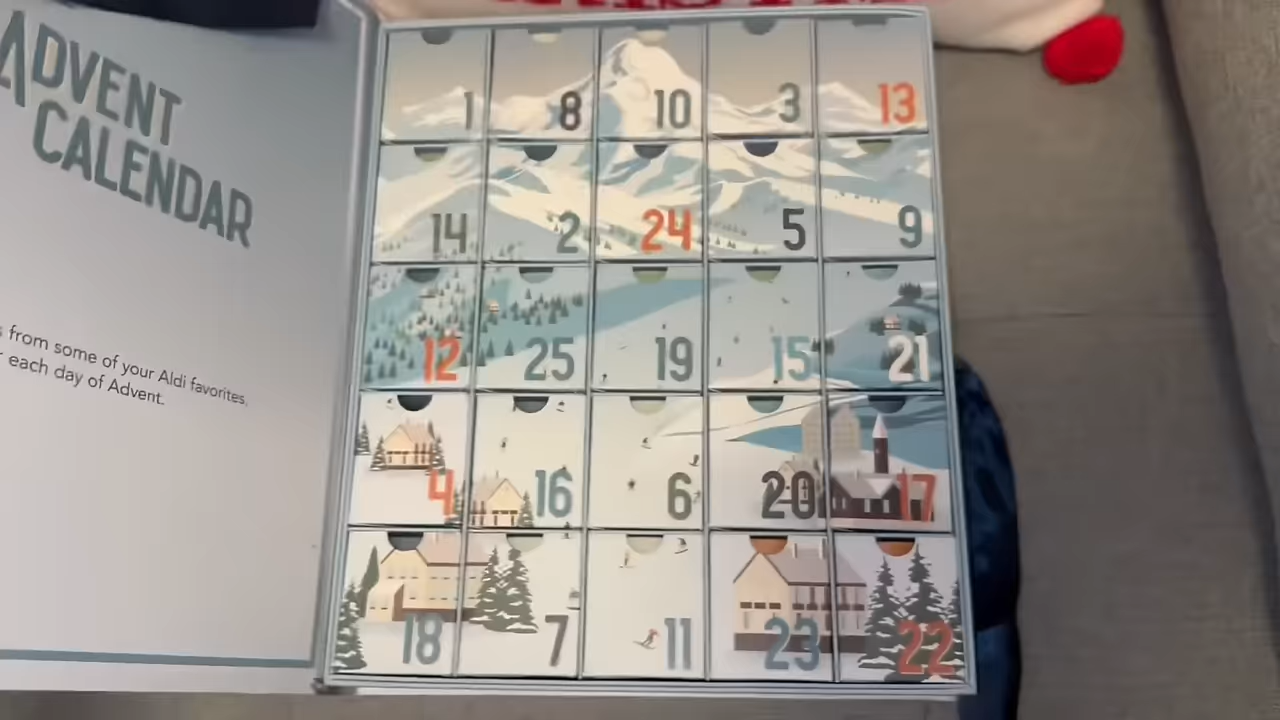 ADVENT
CALENDAR
from some of your Aldi favorites,
each day of Advent.
1 8 10 3 13
14 2 24 5 9
12 25 19 15 21
4 16 6 20 17
18 7 11 23 22